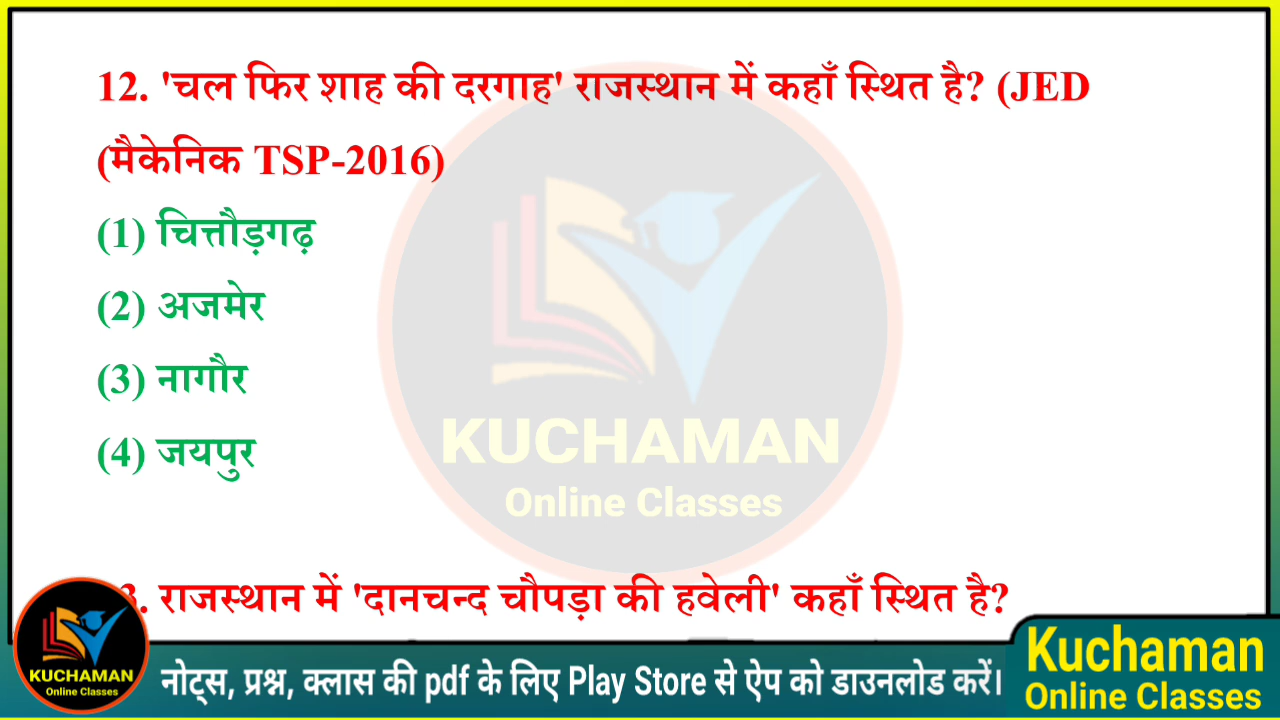 12. 'चल फिर शाह की दरगाह' राजस्थान में कहाँ स्थित है? (JED
(मैकेनिक TSP-2016)
(1) चित्तौड़गढ़
(2) अजमेर
(3) नागौर
(4) जयपुर
KUCHAMAN
Online Classes
3. राजस्थान में 'दानचन्द चौपड़ा की हवेली' कहाँ स्थित है?
KUCHAMAN
Online Classes
नोट्स, प्रश्न, क्लास की pdf के लिए Play Store से ऐप को डाउनलोड करें।
Kuchaman
Online Classes